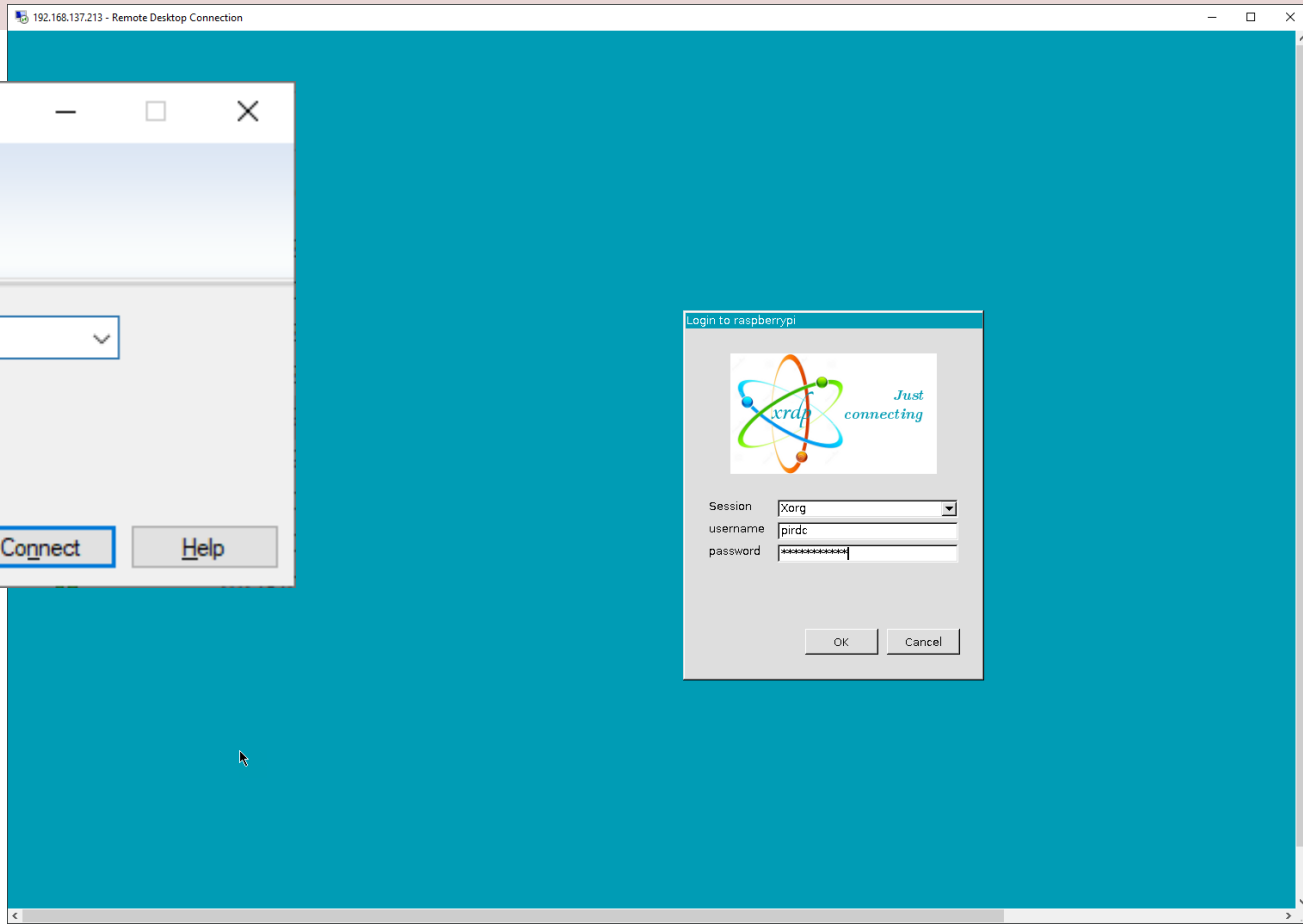 192.168.137.213 - Remote Desktop Connection
Connect
Help
Login to raspberrypi
xrdp
Just
connecting
Session
Xorg
username
pirdc
password
***********
OK
Cancel